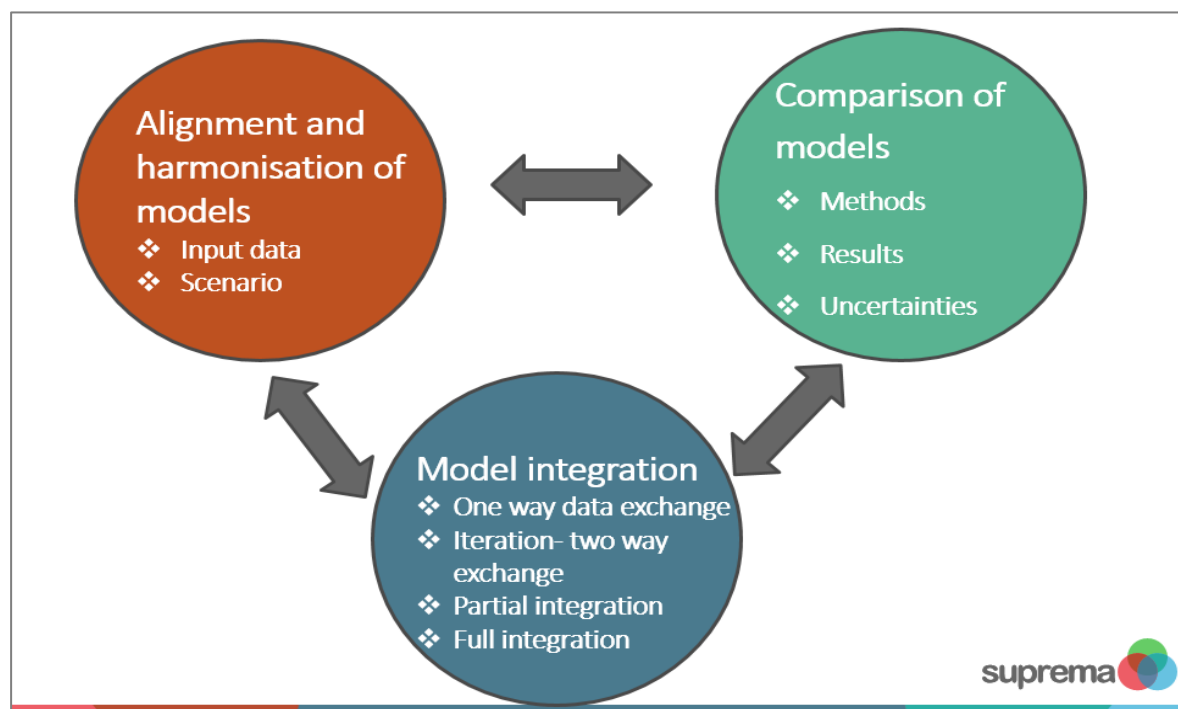 Alignment and
harmonisation of
models
❖ Input data
❖ Scenario
Comparison of
models
❖ Methods
❖ Results
❖ Uncertainties
Model integration
❖ One way data exchange
❖ Iteration- two way
exchange
❖ Partial integration
❖ Full integration
suprema